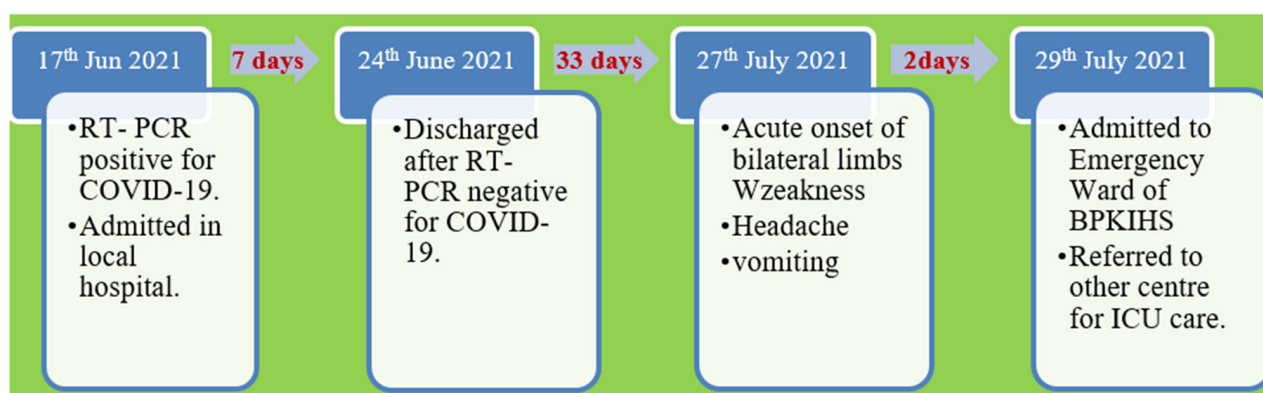 17th Jun 2021
7 days
24th June 2021
33 days
27th July 2021
2days
29th July 2021
•RT- PCR
positive for
COVID-19.
•Admitted in
local
hospital.
•Discharged
after RT-
PCR negative
for COVID-
19.
•Acute onset of
bilateral limbs
Wzeakness
•Headache
•vomiting
•Admitted to
Emergency
Ward of
BPKIHS
•Referred to
other centre
for ICU care.